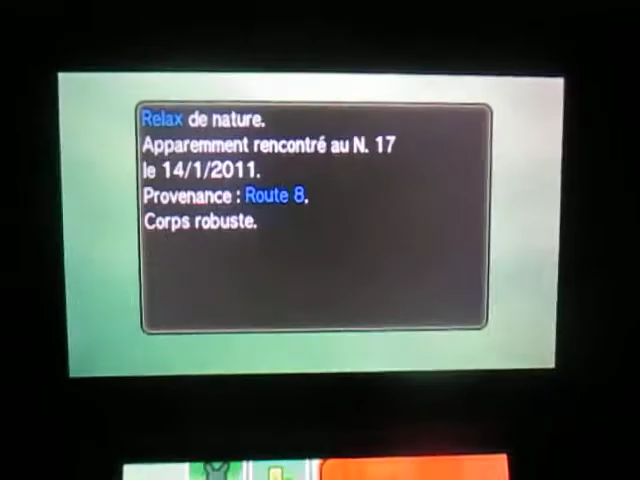 Relax de nature.
Apparemment rencontré au N. 17
le 14/1/2011.
Provenance : Route 8.
Corps robuste.